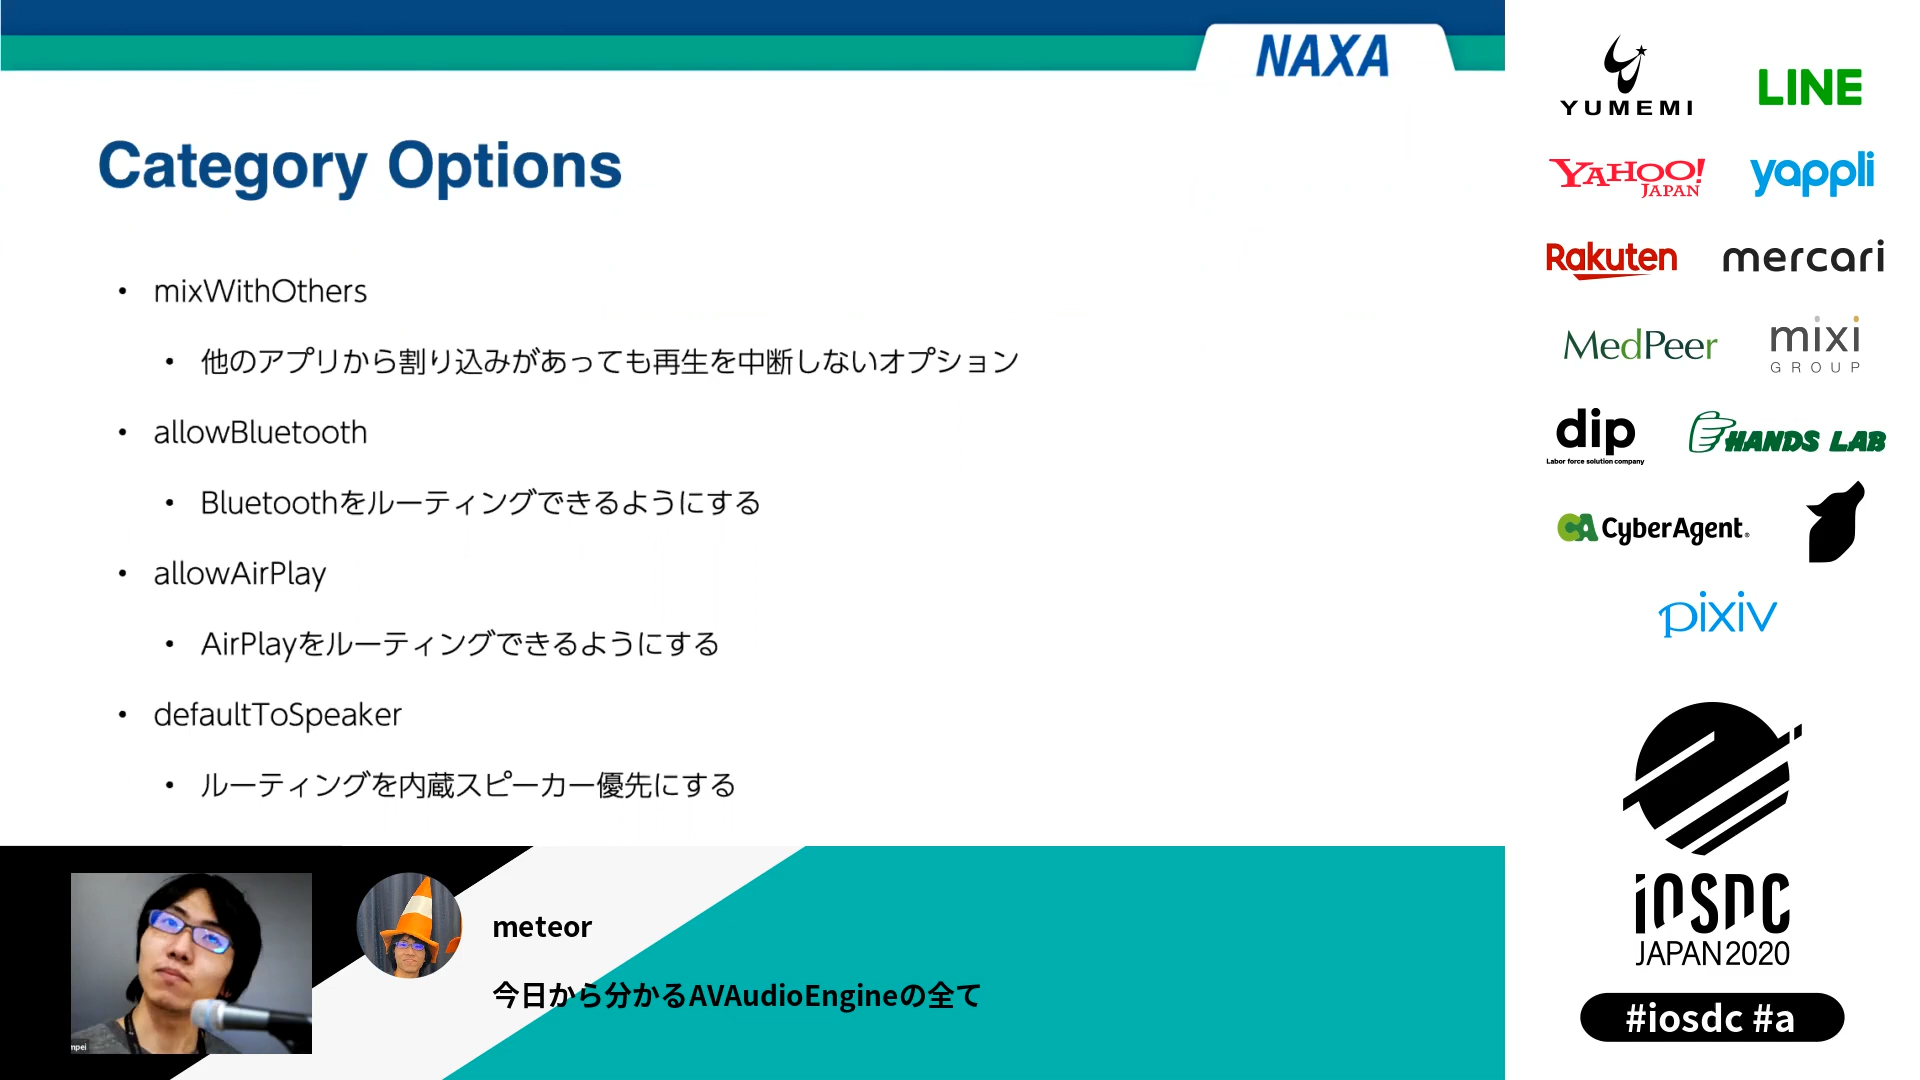 NAXA
Category Options
• mixWithOthers
• 他のアプリから割り込みがあっても再生を中断しないオプション
• allowBluetooth
• Bluetoothをルーティングできるようにする
• allowAirPlay
• AirPlayをルーティングできるようにする
• defaultToSpeaker
• ルーティングを内蔵スピーカー優先にする
mpei
meteor
今日から分かるAVAudioEngineの全て
YUMEMI
LINE
YAHOO!
JAPAN
yappli
Rakuten
mercari
MedPeer
mixi
GROUP
dip
Labor force solution company
HANDS LAB
CA CyberAgent.
pixiv
iOSDC
JAPAN 2020
#iosdc #a